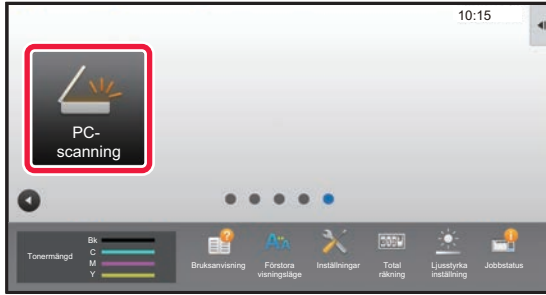 10:15
PC-
scanning
Tonermängd
Bk
C
M
Y
Bruksanvisning
Förstora
visningsläge
Inställningar
Total
räkning
Ljusstyrka
inställning
Jobbstatus